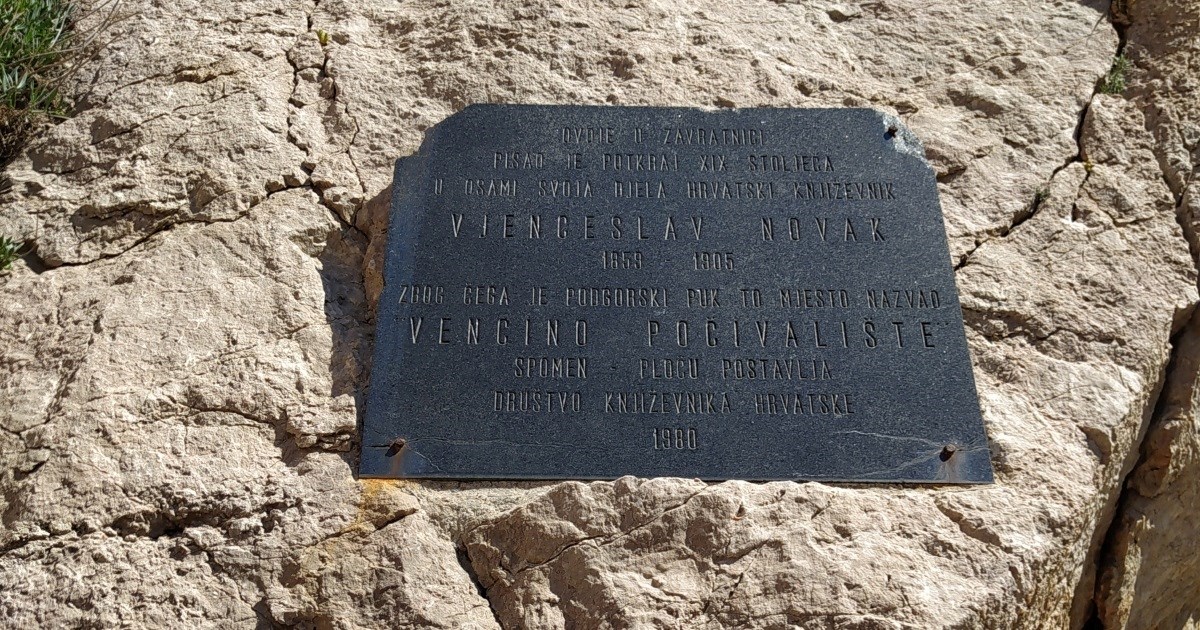 OVDJE U ZAVRATNICI
PISAO JE POTKRAJ XIX STOLJEĆA
U OSAMI SVOJA DJELA HRVATSKI KNJIŽEVNIK
VJENCESLAV NOVAK
1859 - 1905
ZBOG ČEGA JE PODGORSKI PUK TO MJESTO NAZVAO
"VENCINO POČIVALIŠTE"
SPOMEN - PLOČU POSTAVLJA
DRUŠTVO KNJIŽEVNIKA HRVATSKE
1980